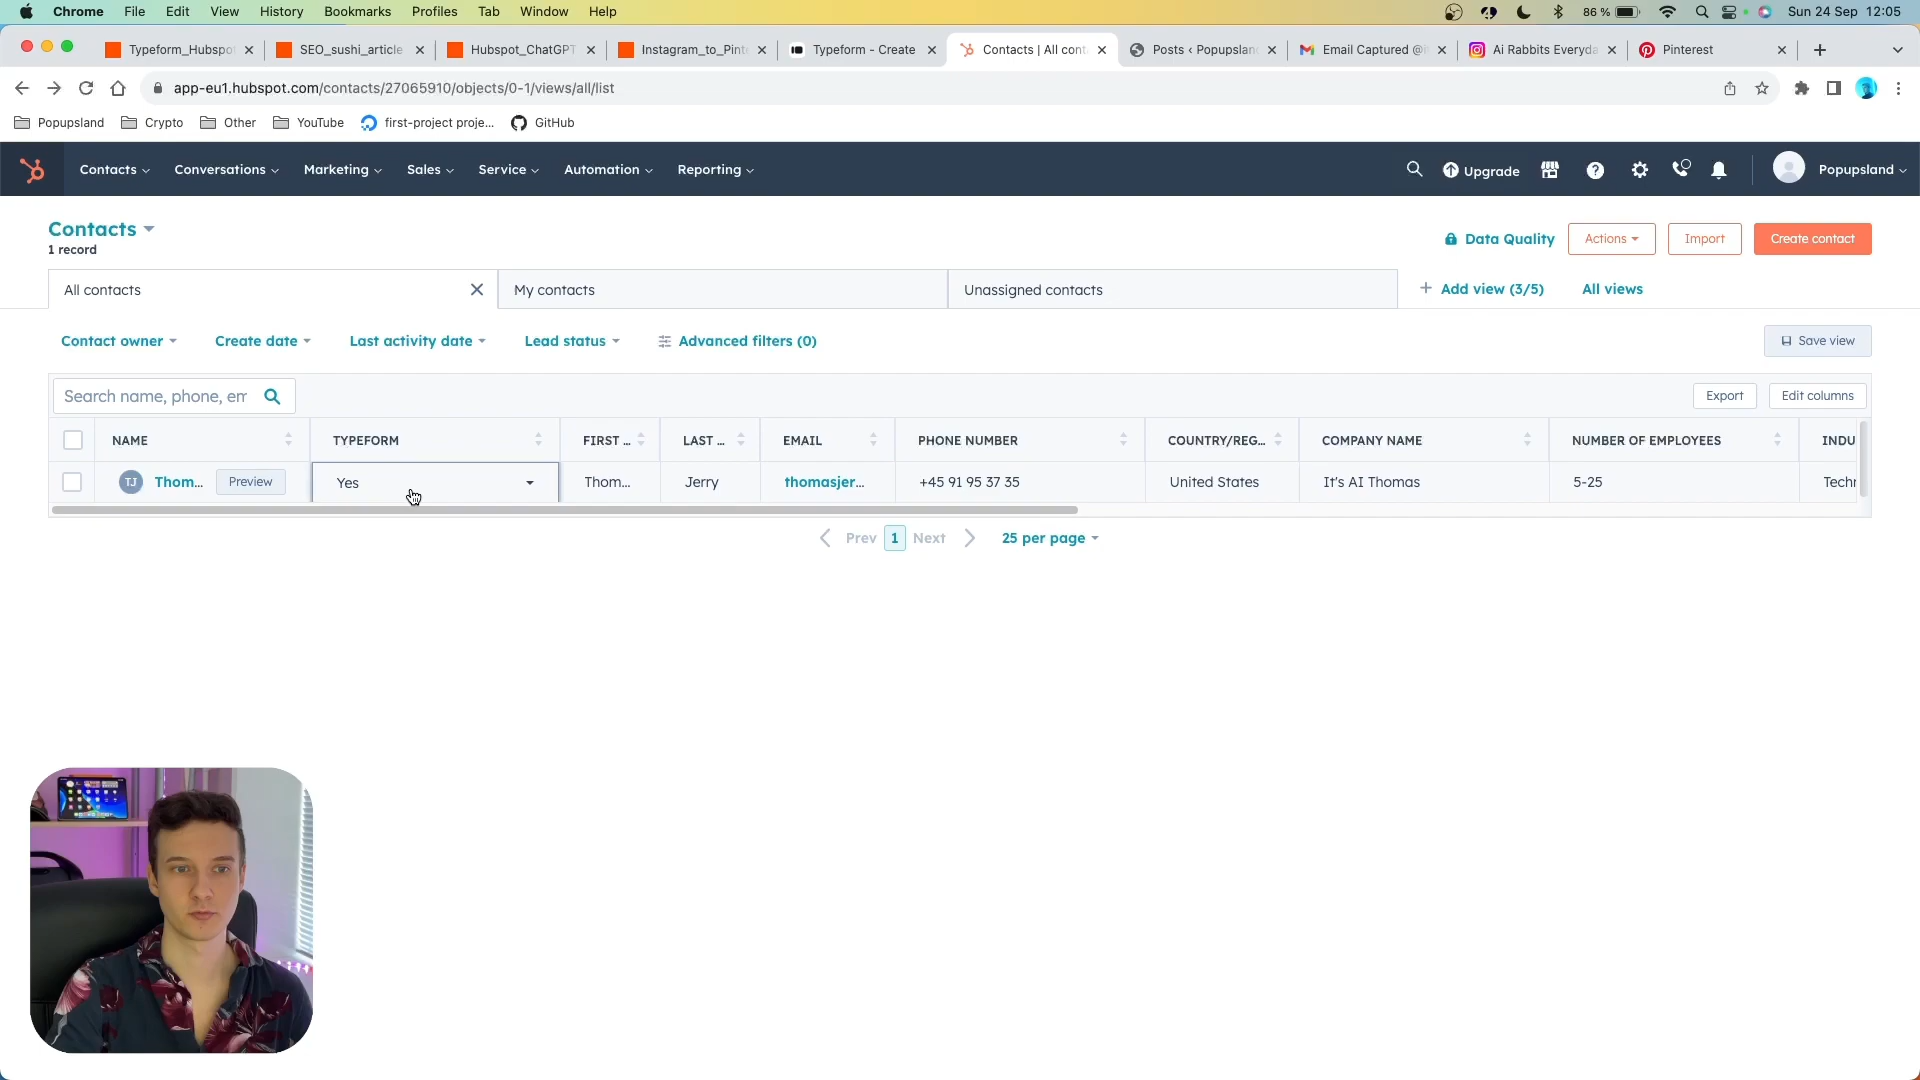 Chrome File Edit View History Bookmarks Profiles Tab Window Help 86 % Sun 24 Sep 12:05
Typeform_Hubspo SEO_sushi_article Hubspot_ChatGPT Instagram_to_Pint Typeform - Create Contacts | All cont Posts ‹ Popupslan Email Captured @i Ai Rabbits Everyda Pinterest
app-eu1.hubspot.com/contacts/27065910/objects/0-1/views/all/list
Popupsland Crypto Other YouTube first-project proje... GitHub
Contacts Conversations Marketing Sales Service Automation Reporting Upgrade Popupsland
Contacts
1 record
Data Quality Actions Import Create contact
All contacts My contacts Unassigned contacts Add view (3/5) All views
Contact owner Create date Last activity date Lead status Advanced filters (0) Save view
Search name, phone, em Export Edit columns
NAME TYPEFORM FIRST ... LAST ... EMAIL PHONE NUMBER COUNTRY/REG... COMPANY NAME NUMBER OF EMPLOYEES INDU
TJ Thom... Preview Yes Thom... Jerry thomasjer... +45 91 95 37 35 United States It's AI Thomas 5-25 Techn
Prev 1 Next 25 per page